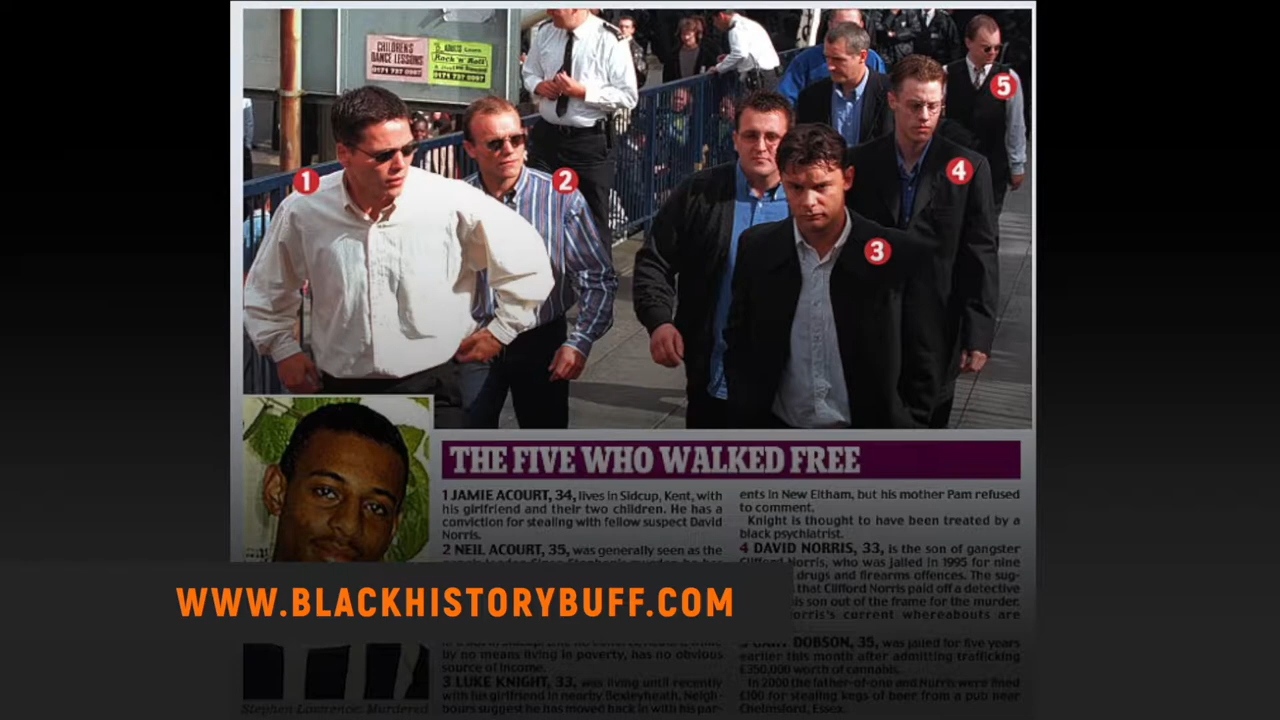 CHILDREN'S
DANCE LESSONS
0171 737 0987
ADULTS Learn
Rock 'n' Roll
0171 737 0987
1
2
3
4
5
THE FIVE WHO WALKED FREE
1 JAMIE ACOURT, 34, lives in Sidcup, Kent, with
his girlfriend and their two children. He has a
conviction for stealing with fellow suspect David
Norris.
2 NEIL ACOURT, 35, was generally seen as the
by no means living in poverty, has no obvious
source of income.
3 LUKE KNIGHT, 33, was living until recently
with his girlfriend in nearby Bexleyheath. Neigh-
bours suggest he has moved back in with his par-
ents in New Eltham, but his mother Pam refused
to comment.
Knight is thought to have been treated by a
black psychiatrist.
4 DAVID NORRIS, 33, is the son of gangster
Clifford Norris, who was jailed in 1995 for nine
drugs and firearms offences. The sug-
that Clifford Norris paid off a detective
his son out of the frame for the murder.
Norris's current whereabouts are
5 GARY DOBSON, 35, was jailed for five years
earlier this month after admitting trafficking
£350,000 worth of cannabis.
In 2000 the father-of-one and Norris were fined
£100 for stealing kegs of beer from a pub near
Chelmsford, Essex.
Stephen Lawrence: Murdered
WWW.BLACKHISTORYBUFF.COM